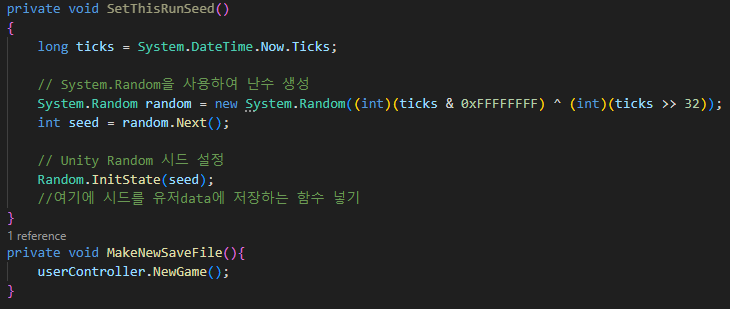 private void SetThisRunSeed()
{
long ticks = System.DateTime.Now.Ticks;
// System.Random을 사용하여 난수 생성
System.Random random = new System.Random((int)(ticks & 0xFFFFFFFF) ^ (int)(ticks >> 32));
int seed = random.Next();
// Unity Random 시드 설정
Random.InitState(seed);
//여기에 시드를 유저data에 저장하는 함수 넣기
}
1 reference
private void MakeNewSaveFile(){
userController.NewGame();
}